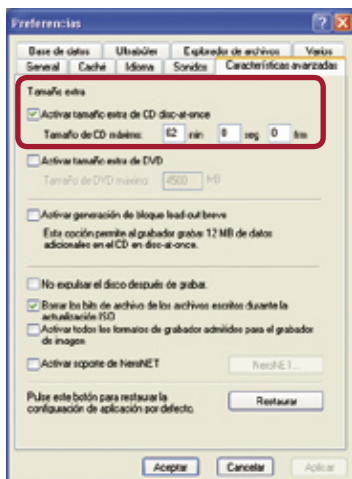 Preferencias
Base de datos Ultrabúfer Explorador de archivos Varios
General Caché Idioma Sonidos Características avanzadas
Tamaño extra
Activar tamaño extra de CD disc-at-once
Tamaño de CD máximo: 82 min 0 seg 0 frm
Activar tamaño extra de DVD
Tamaño de DVD máximo: 4500 MB
Activar generación de bloque lead-out breve
Esta opción permite al grabador grabar 12 MB de datos
adicionales en el CD en disc-at-once.
No expulsar el disco después de grabar.
Borrar los bits de archivo de los archivos escritos durante la
actualización ISO
Activar todos los formatos de grabador admitidos para el grabador
de imagen
Activar soporte de NeroNET NeroNET...
Pulse este botón para restaurar la
configuración de aplicación por defecto. Restaurar
Aceptar Cancelar Aplicar